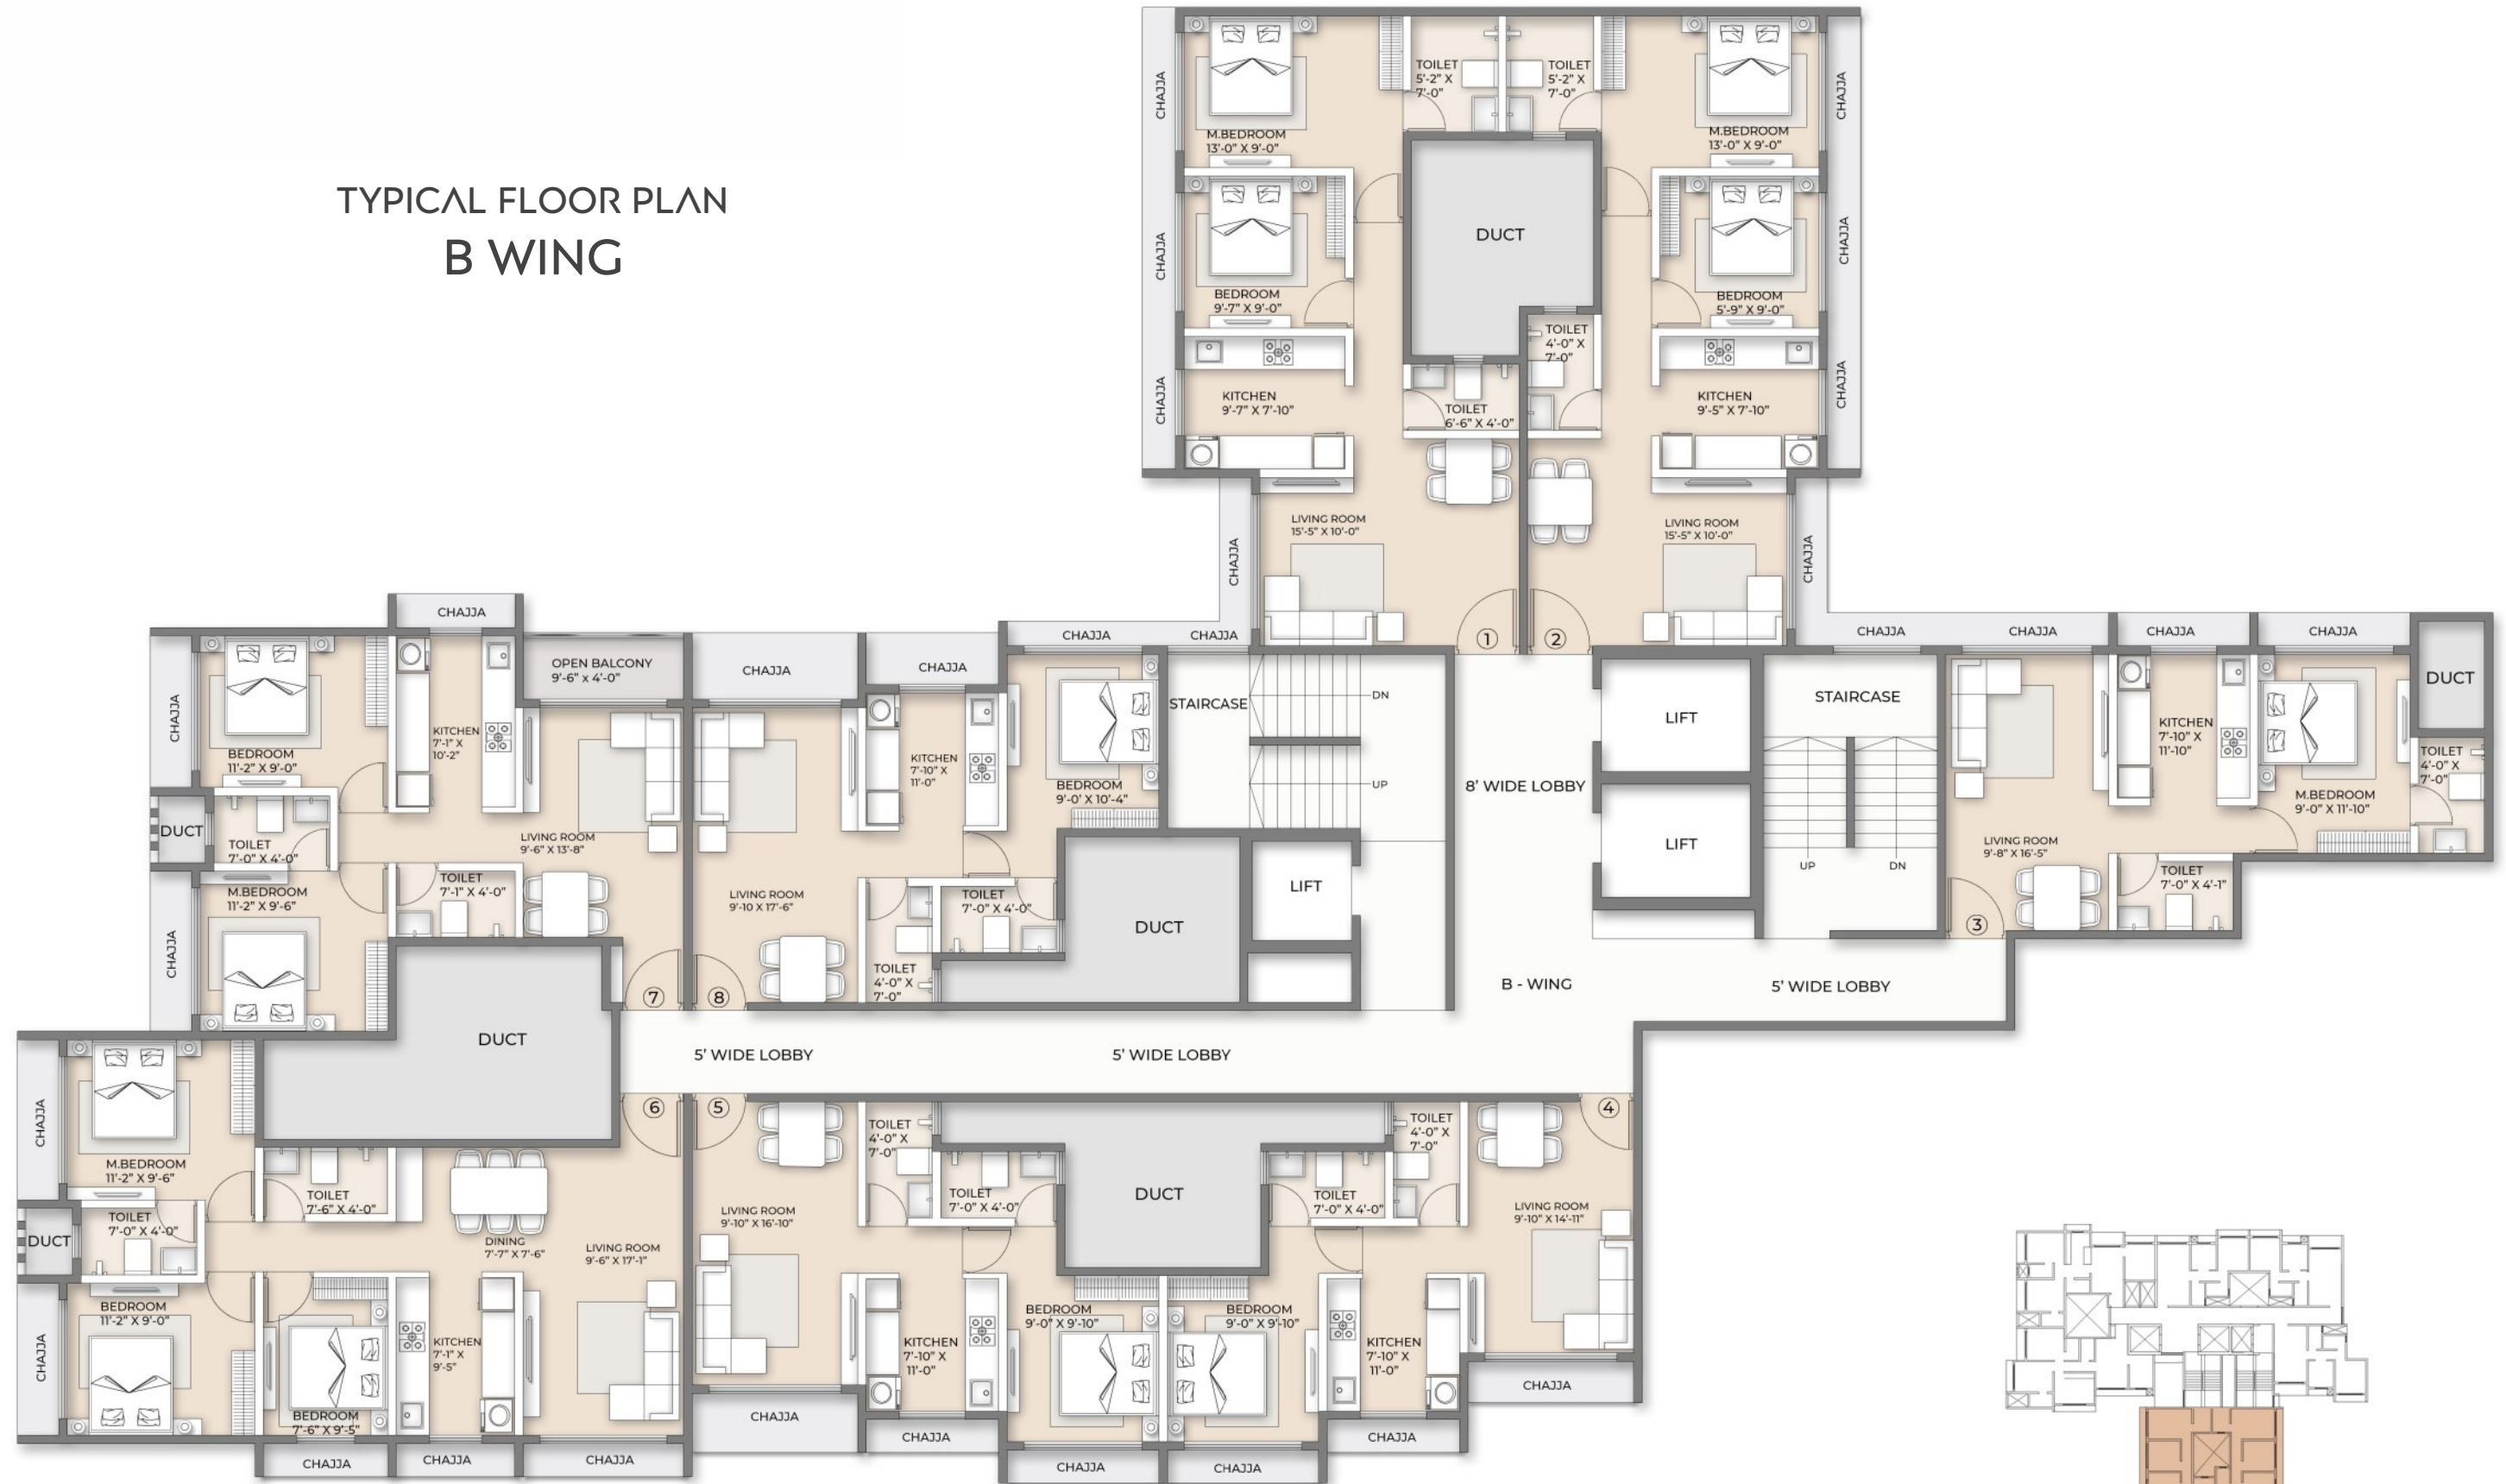 TYPICAL FLOOR PLAN
B WING
CHAJJA
CHAJJA
CHAJJA
M.BEDROOM
13'-0" X 9'-0"
TOILET
5'-2" X
7'-0"
TOILET
5'-2" X
7'-0"
M.BEDROOM
13'-0" X 9'-0"
CHAJJA
CHAJJA
CHAJJA
BEDROOM
9'-7" X 9'-0"
DUCT
BEDROOM
5'-9" X 9'-0"
TOILET
4'-0" X
7'-0"
KITCHEN
9'-7" X 7'-10"
TOILET
6'-6" X 4'-0"
KITCHEN
9'-5" X 7'-10"
CHAJJA
LIVING ROOM
15'-5" X 10'-0"
LIVING ROOM
15'-5" X 10'-0"
CHAJJA
1
2
CHAJJA
OPEN BALCONY
9'-6" x 4'-0"
CHAJJA
CHAJJA
CHAJJA
CHAJJA
CHAJJA
CHAJJA
CHAJJA
CHAJJA
CHAJJA
BEDROOM
11'-2" X 9'-0"
KITCHEN
7'-1" X
10'-2"
LIVING ROOM
9'-6" X 13'-8"
DUCT
TOILET
7'-0" X 4'-0"
TOILET
7'-1" X 4'-0"
M.BEDROOM
11'-2" X 9'-6"
CHAJJA
7
KITCHEN
7'-10" X
11'-0"
BEDROOM
9'-0' X 10'-4"
LIVING ROOM
9'-10 X 17'-6"
TOILET
7'-0" X 4'-0"
TOILET
4'-0" X
7'-0"
8
DUCT
STAIRCASE
DN
UP
LIFT
8' WIDE LOBBY
LIFT
LIFT
STAIRCASE
UP
DN
LIVING ROOM
9'-8" X 16'-5"
KITCHEN
7'-10" X
11'-10"
M.BEDROOM
9'-0" X 11'-10"
DUCT
TOILET
4'-0" X
7'-0"
TOILET
7'-0" X 4'-1"
3
B - WING
5' WIDE LOBBY
5' WIDE LOBBY
5' WIDE LOBBY
DUCT
CHAJJA
M.BEDROOM
11'-2" X 9'-6"
TOILET
7'-6" X 4'-0"
TOILET
7'-0" X 4'-0"
DUCT
DINING
7'-7" X 7'-6"
LIVING ROOM
9'-6" X 17'-1"
6
CHAJJA
BEDROOM
11'-2" X 9'-0"
BEDROOM
7'-6" X 9'-5"
KITCHEN
7'-1" X
9'-5"
CHAJJA
CHAJJA
CHAJJA
5
TOILET
4'-0" X
7'-0"
TOILET
7'-0" X 4'-0"
LIVING ROOM
9'-10" X 16'-10"
KITCHEN
7'-10" X
11'-0"
BEDROOM
9'-0" X 9'-10"
CHAJJA
CHAJJA
CHAJJA
DUCT
4
TOILET
4'-0" X
7'-0"
TOILET
7'-0" X 4'-0"
LIVING ROOM
9'-10" X 14'-11"
BEDROOM
9'-0" X 9'-10"
KITCHEN
7'-10" X
11'-0"
CHAJJA
CHAJJA
CHAJJA